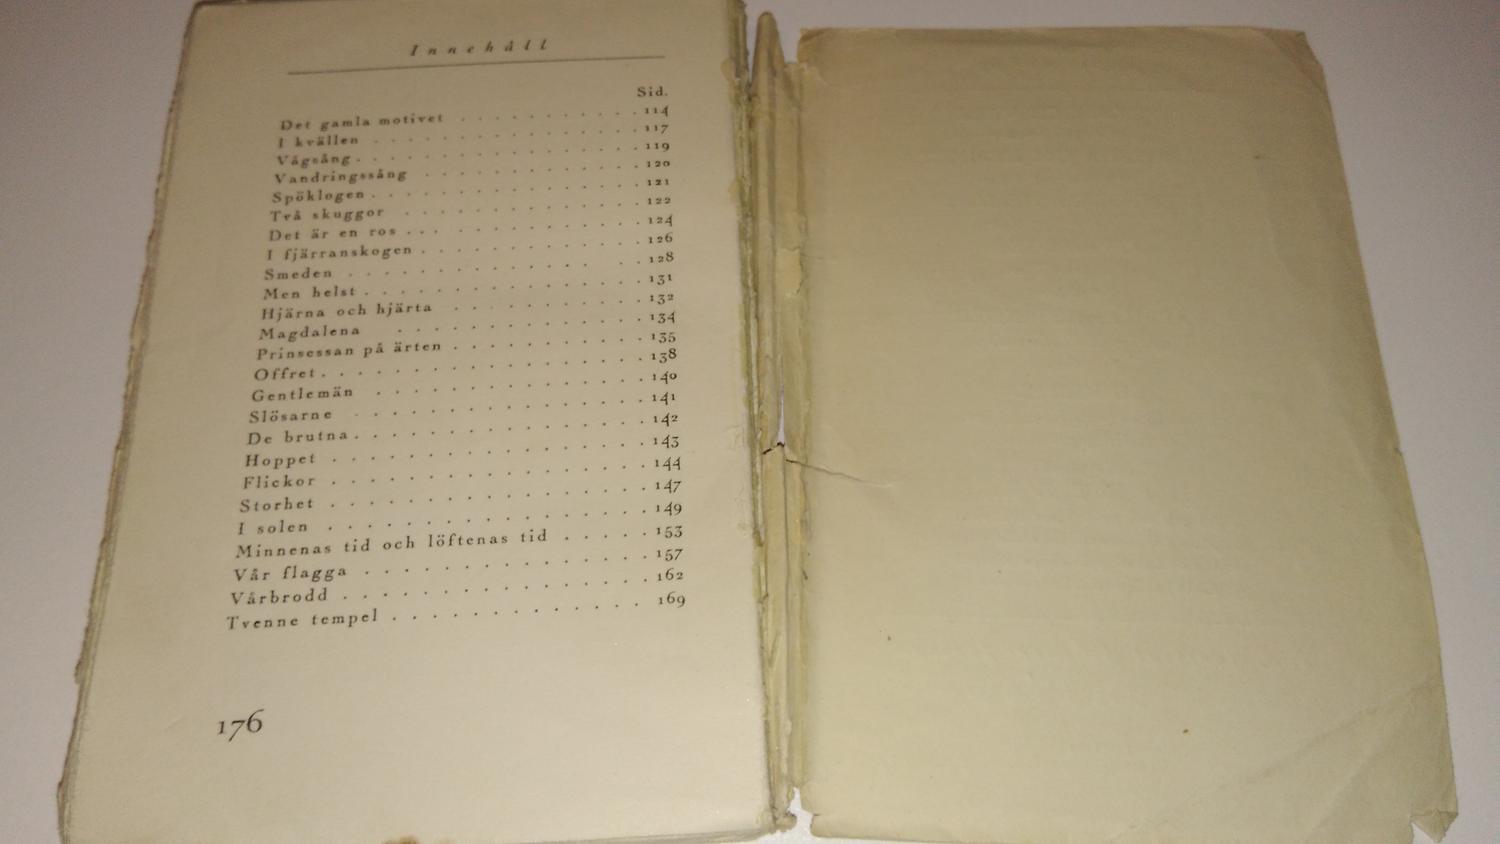 Innehåll
Sid.
Det gamla motivet . . . . . . . . . . 114
I kvällen . . . . . . . . . . . . . . 117
Vågsång . . . . . . . . . . . . . . . 119
Vandringssång . . . . . . . . . . . . 120
Spöklogen . . . . . . . . . . . . . . 121
Två skuggor . . . . . . . . . . . . . 122
Det är en ros . . . . . . . . . . . . 124
I fjärranskogen . . . . . . . . . . . 126
Smeden . . . . . . . . . . . . . . . 128
Men helst . . . . . . . . . . . . . . 131
Hjärna och hjärta . . . . . . . . . . 132
Magdalena . . . . . . . . . . . . . . 134
Prinsessan på ärten . . . . . . . . . 135
Offret . . . . . . . . . . . . . . . 138
Gentlemän . . . . . . . . . . . . . . 140
Slösarne . . . . . . . . . . . . . . 141
De brutna . . . . . . . . . . . . . . 142
Hoppet . . . . . . . . . . . . . . . 143
Flickor . . . . . . . . . . . . . . . 144
Storhet . . . . . . . . . . . . . . . 147
I solen . . . . . . . . . . . . . . . 149
Minnenas tid och löftenas tid . . . . . 153
Vår flagga . . . . . . . . . . . . . 157
Vårbrodd . . . . . . . . . . . . . . 162
Tvenne tempel . . . . . . . . . . . . 169
176